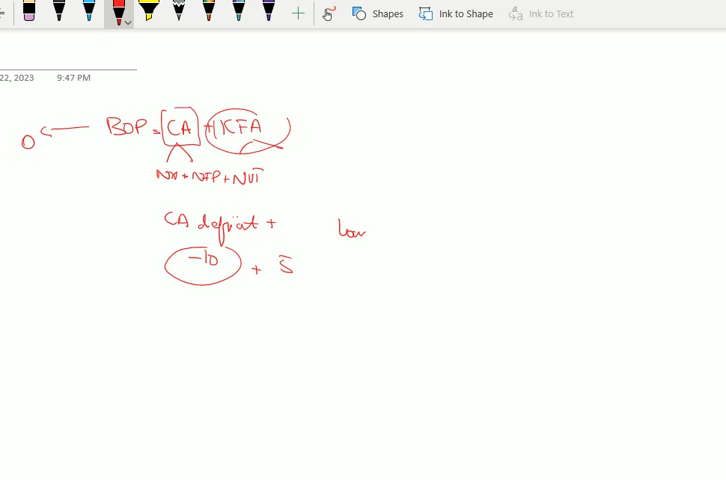 Shapes Ink to Shape Ink to Text
22, 2023 9:47 PM
0 BOP = CA + KFA
NX + NFP + NUT
CA deficit + low
-10 + 5